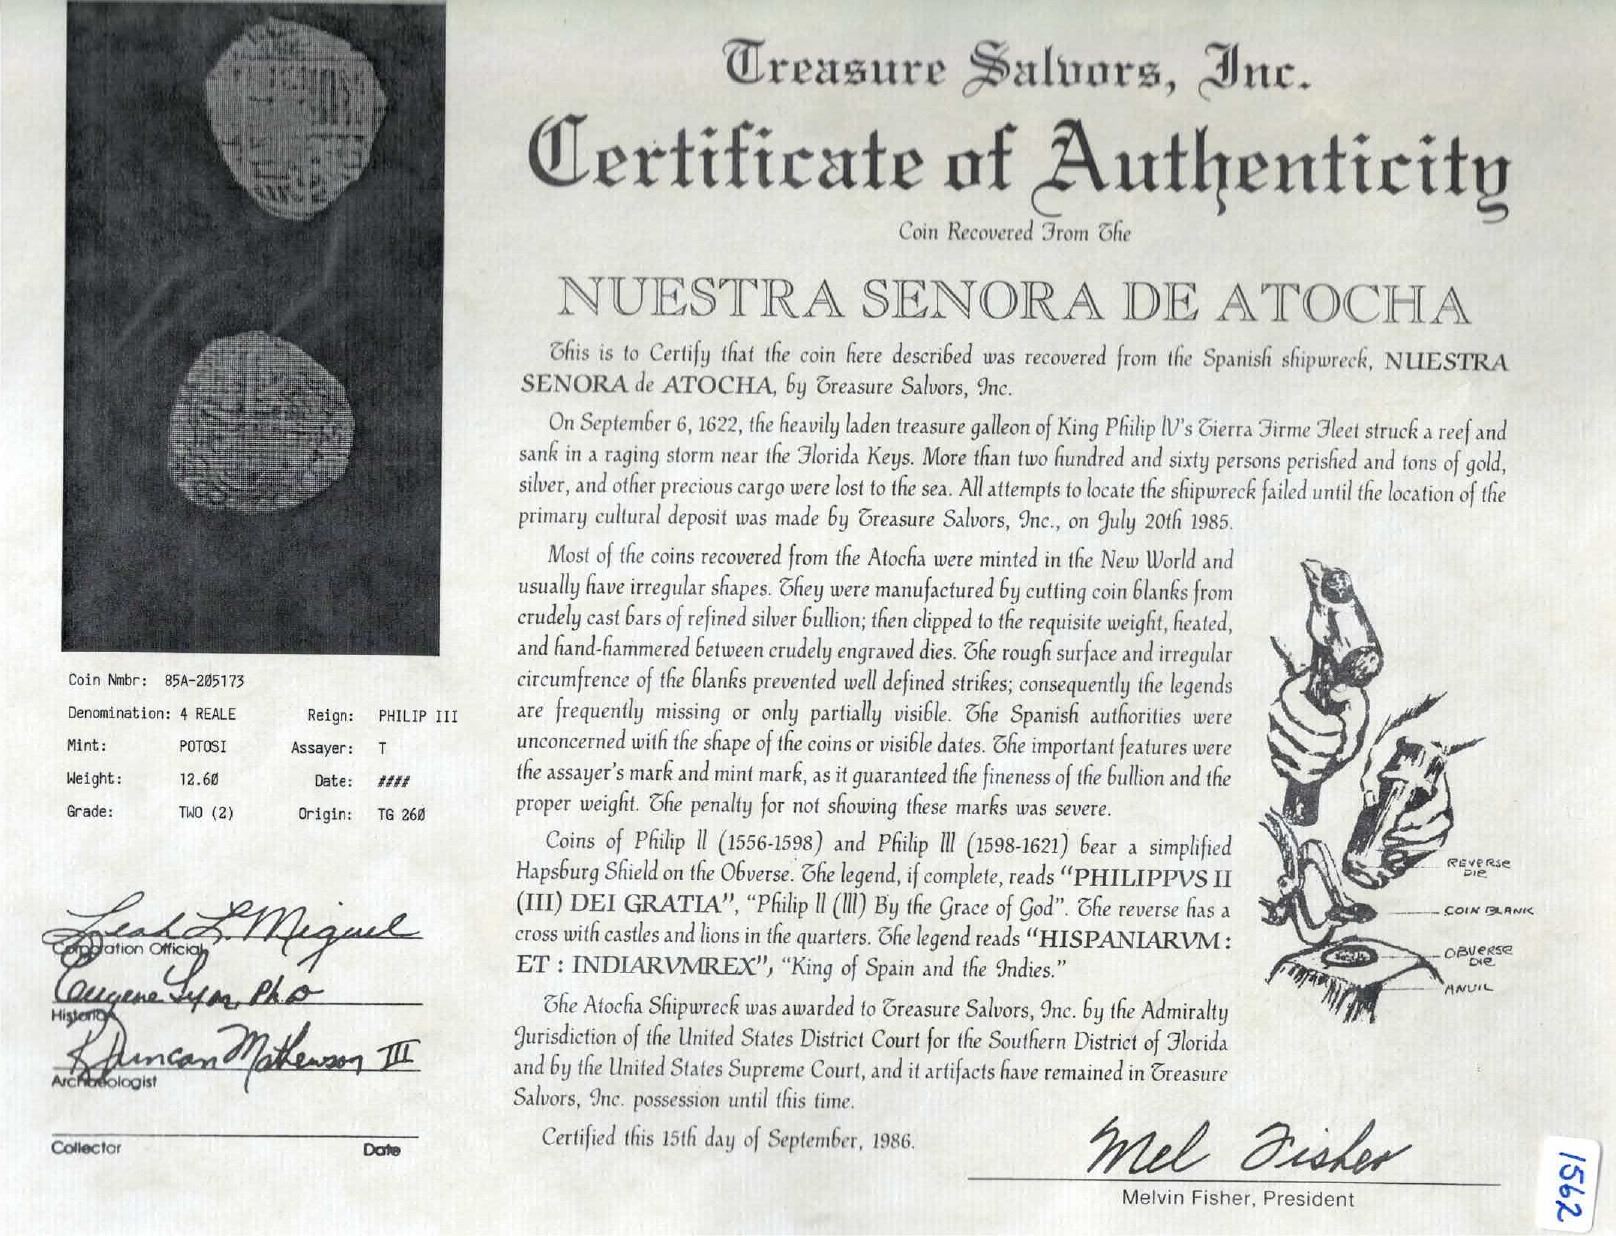 Treasure Salvors, Inc.
Certificate of Authenticity
Coin Recovered From The
NUESTRA SENORA DE ATOCHA
This is to Certify that the coin here described was recovered from the Spanish shipwreck, NUESTRA
SENORA de ATOCHA, by Treasure Salvors, Inc.
On September 6, 1622, the heavily laden treasure galleon of King Philip IV's Tierra Firme Fleet struck a reef and
sank in a raging storm near the Florida Keys. More than two hundred and sixty persons perished and tons of gold,
silver, and other precious cargo were lost to the sea. All attempts to locate the shipwreck failed until the location of the
primary cultural deposit was made by Treasure Salvors, Inc., on July 20th 1985.
Most of the coins recovered from the Atocha were minted in the New World and
usually have irregular shapes. They were manufactured by cutting coin blanks from
crudely cast bars of refined silver bullion; then clipped to the requisite weight, heated,
and hand-hammered between crudely engraved dies. The rough surface and irregular
circumfrence of the blanks prevented well defined strikes; consequently the legends
are frequently missing or only partially visible. The Spanish authorities were
unconcerned with the shape of the coins or visible dates. The important features were
the assayer's mark and mint mark, as it guaranteed the fineness of the bullion and the
proper weight. The penalty for not showing these marks was severe.
Coins of Philip II (1556-1598) and Philip III (1598-1621) bear a simplified
Hapsburg Shield on the Obverse. The legend, if complete, reads "PHILIPPVS II
(III) DEI GRATIA", "Philip II (III) By the Grace of God". The reverse has a
cross with castles and lions in the quarters. The legend reads "HISPANIARVM :
ET : INDIARVMREX", "King of Spain and the Indies."
The Atocha Shipwreck was awarded to Treasure Salvors, Inc. by the Admiralty
Jurisdiction of the United States District Court for the Southern District of Florida
and by the United States Supreme Court, and it artifacts have remained in Treasure
Salvors, Inc. possession until this time.
Certified this 15th day of September, 1986.
Mel Fisher
Melvin Fisher, President
REVERSE
DIE
COIN BLANK
OBVERSE
DIE
ANVIL
Coin Nmbr: 85A-205173
Denomination: 4 REALE Reign: PHILIP III
Mint: POTOSI Assayer: T
Weight: 12.60 Date: ####
Grade: TWO (2) Origin: TG 260
Leah L. Miguel
Corporation Official
Eugene Lyon, Ph.D
Historian
R Duncan Mathewson III
Archaeologist
Collector Date
1562